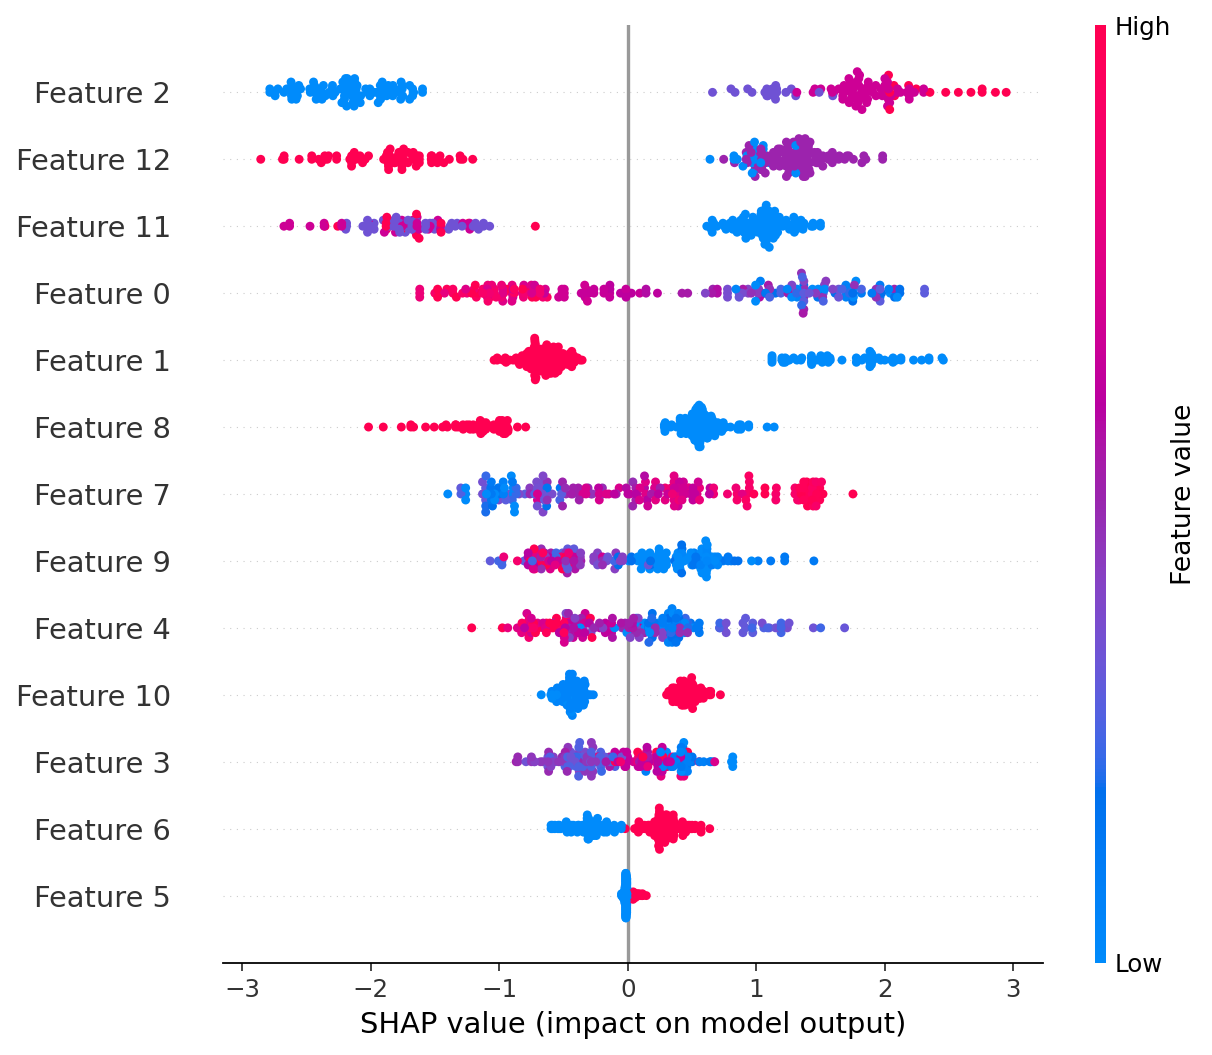 High
Feature 2
Feature 12
Feature 11
Feature 0
Feature 1
Feature 8
Feature 7
Feature 9
Feature 4
Feature 10
Feature 3
Feature 6
Feature 5
Feature value
Low
−3 −2 −1 0 1 2 3
SHAP value (impact on model output)